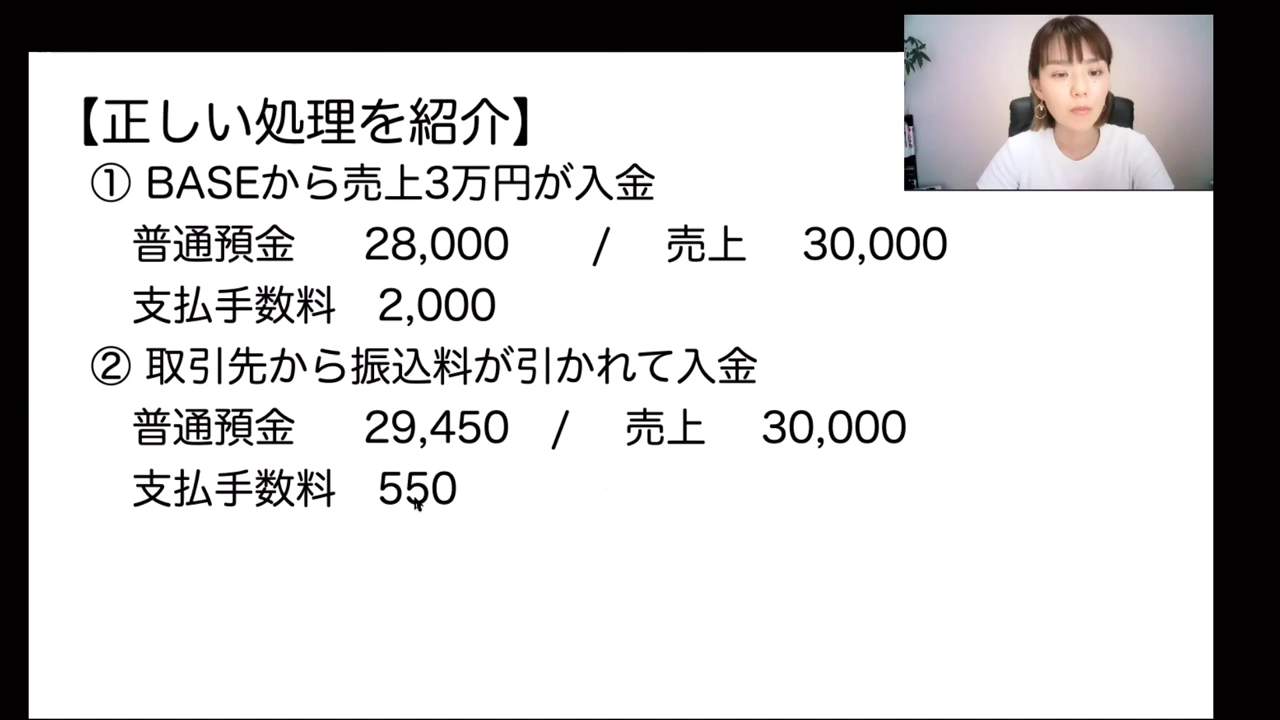 【正しい処理を紹介】
① BASEから売上3万円が入金
普通預金 28,000 / 売上 30,000
支払手数料 2,000
② 取引先から振込料が引かれて入金
普通預金 29,450 / 売上 30,000
支払手数料 550